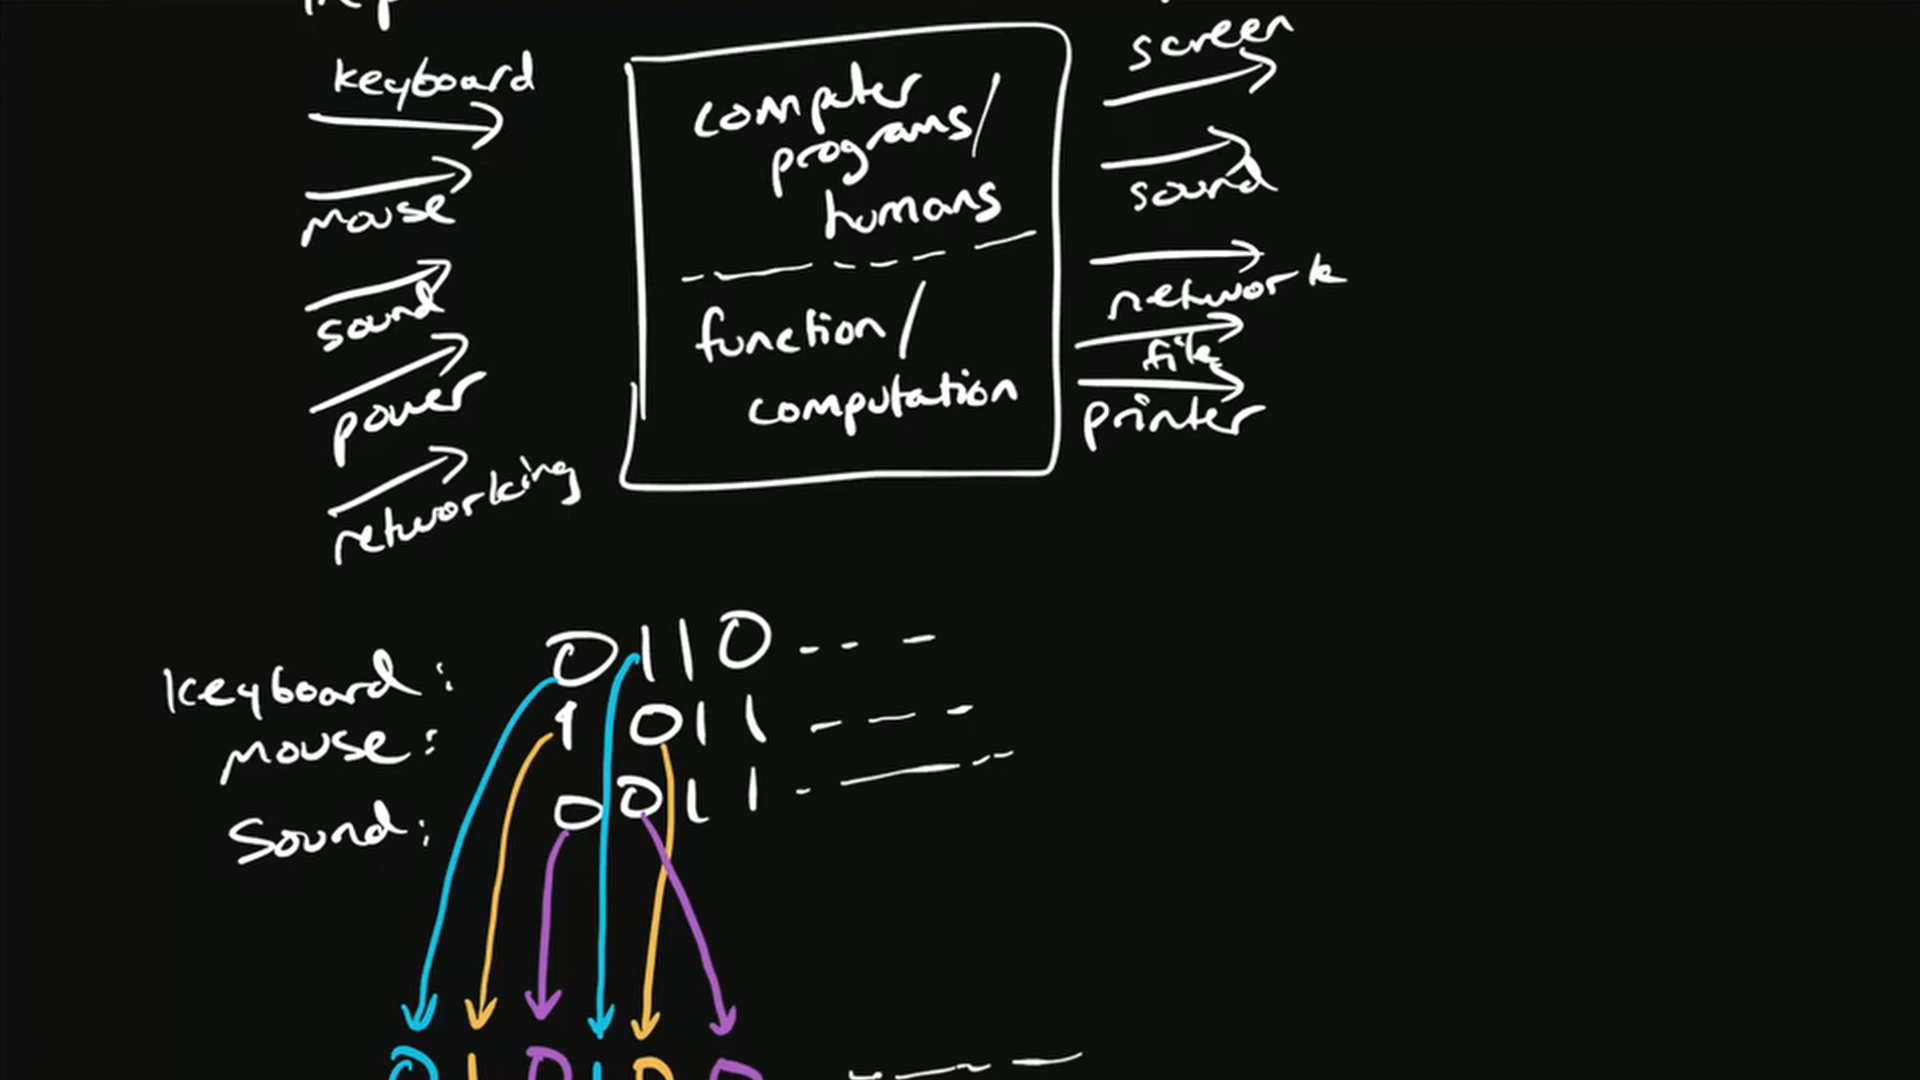 keyboard
mouse
sound
power
networking
computer
programs/
humans
function/
computation
screen
sound
network
file
printer
keyboard: 0110---
mouse: 1011---
Sound: 0011----
010100---